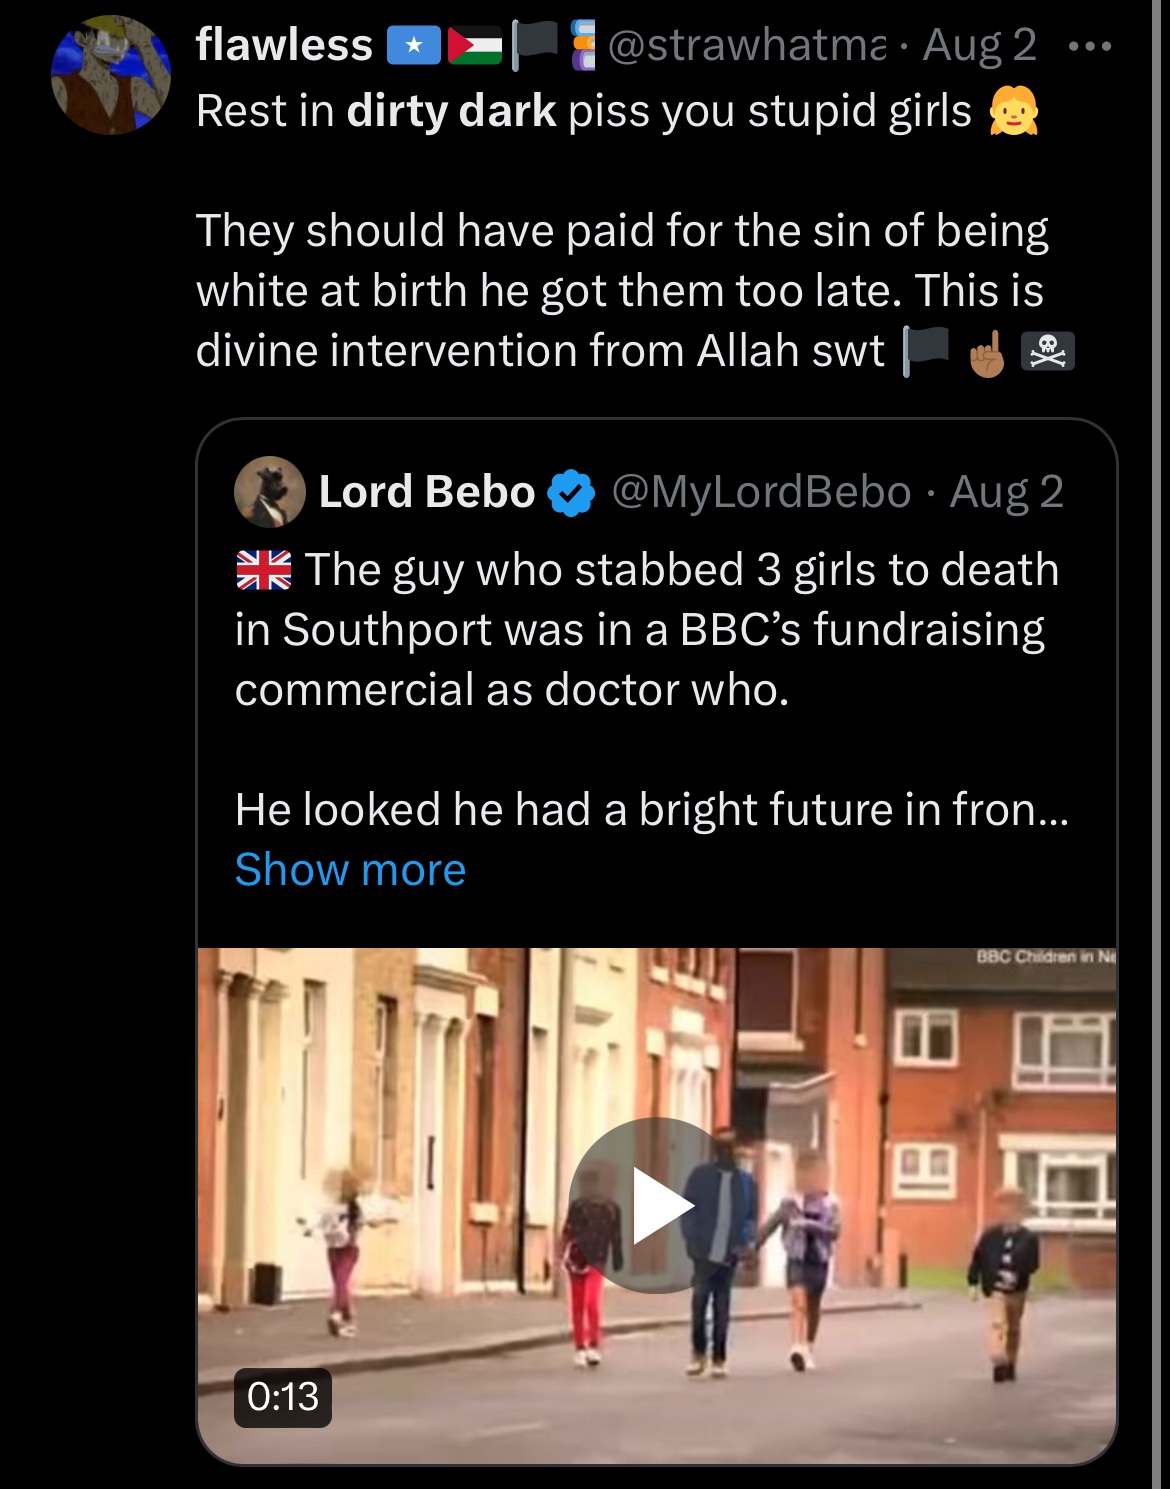 flawless @strawhatma · Aug 2
Rest in dirty dark piss you stupid girls
They should have paid for the sin of being
white at birth he got them too late. This is
divine intervention from Allah swt
Lord Bebo @MyLordBebo · Aug 2
The guy who stabbed 3 girls to death
in Southport was in a BBC’s fundraising
commercial as doctor who.
He looked he had a bright future in fron...
Show more
BBC Children in Ne
0:13